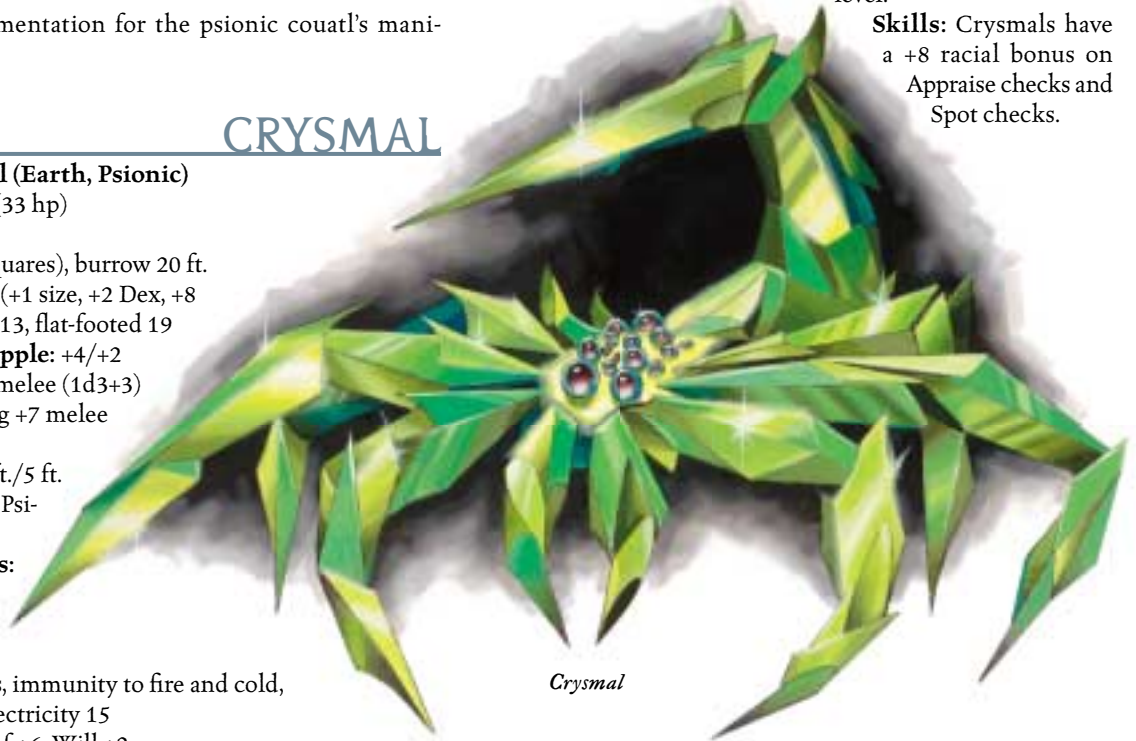 mentation for the psionic couatl's mani-
CRYSMAL
l (Earth, Psionic)
33 hp)
uares), burrow 20 ft.
(+1 size, +2 Dex, +8
13, flat-footed 19
pple: +4/+2
melee (1d3+3)
g +7 melee
ft./5 ft.
Psi-
s:
s, immunity to fire and cold,
ectricity 15
Will
level.
Skills: Crysmals have
a +8 racial bonus on
Appraise checks and
Spot checks.
Crysmal